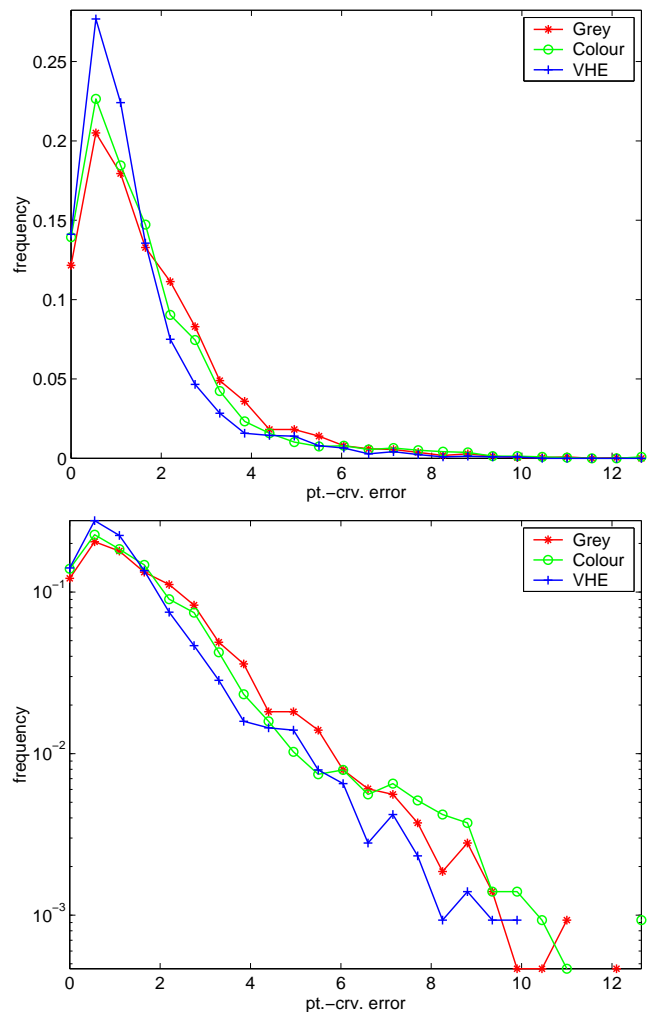 Grey
Colour
VHE
0.25
0.2
0.15
0.1
0.05
0
frequency
0 2 4 6 8 10 12
pt.-crv. error
Grey
Colour
VHE
10^-1
10^-2
10^-3
frequency
0 2 4 6 8 10 12
pt.-crv. error